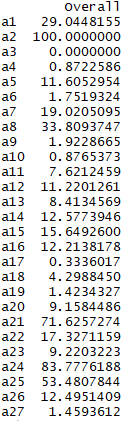 Overall
a1 29.0448155
a2 100.0000000
a3 0.0000000
a4 0.8722586
a5 11.6052954
a6 1.7519324
a7 19.0205095
a8 33.8093747
a9 1.9228665
a10 0.8765373
a11 7.6212459
a12 11.2201261
a13 8.4134569
a14 12.5773946
a15 15.6492600
a16 12.2138178
a17 0.3336017
a18 4.2988450
a19 1.4234327
a20 9.1584486
a21 71.6257274
a22 17.3271159
a23 9.2203223
a24 83.7776188
a25 53.4807844
a26 12.4951409
a27 1.4593612